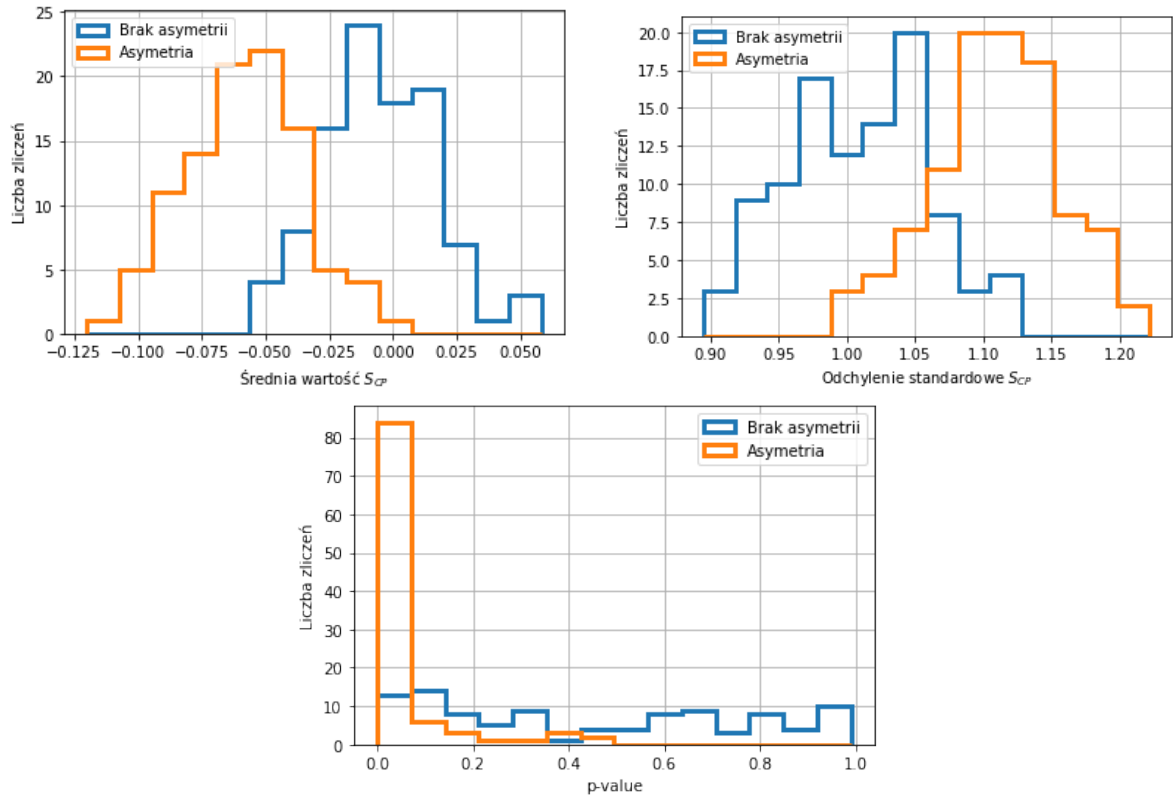 Brak asymetrii
Asymetria
Liczba zliczeń
25
20
15
10
5
0
−0.125 −0.100 −0.075 −0.050 −0.025 0.000 0.025 0.050
Średnia wartość S_CP
Brak asymetrii
Asymetria
Liczba zliczeń
20.0
17.5
15.0
12.5
10.0
7.5
5.0
2.5
0.0
0.90 0.95 1.00 1.05 1.10 1.15 1.20
Odchylenie standardowe S_CP
Brak asymetrii
Asymetria
Liczba zliczeń
80
70
60
50
40
30
20
10
0
0.0 0.2 0.4 0.6 0.8 1.0
p-value